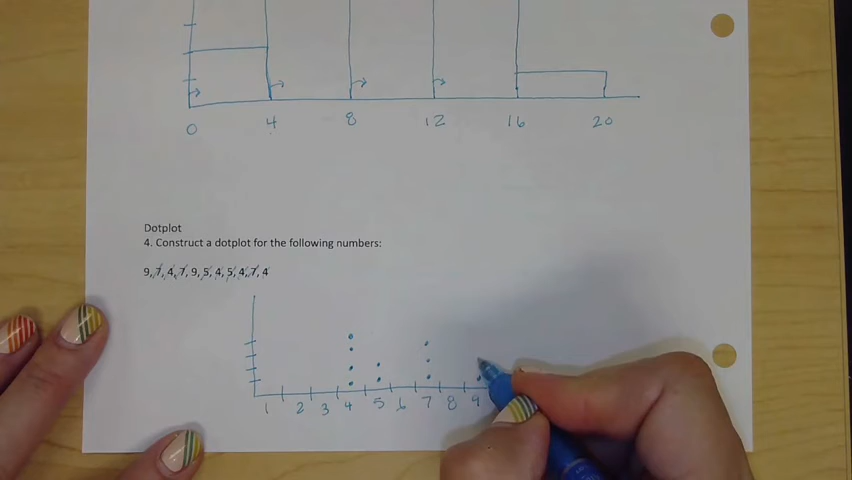 0 4 8 12 16 20
Dotplot
4. Construct a dotplot for the following numbers:
9, 7, 4, 7, 9, 5, 4, 5, 4, 7, 4
1 2 3 4 5 6 7 8 9